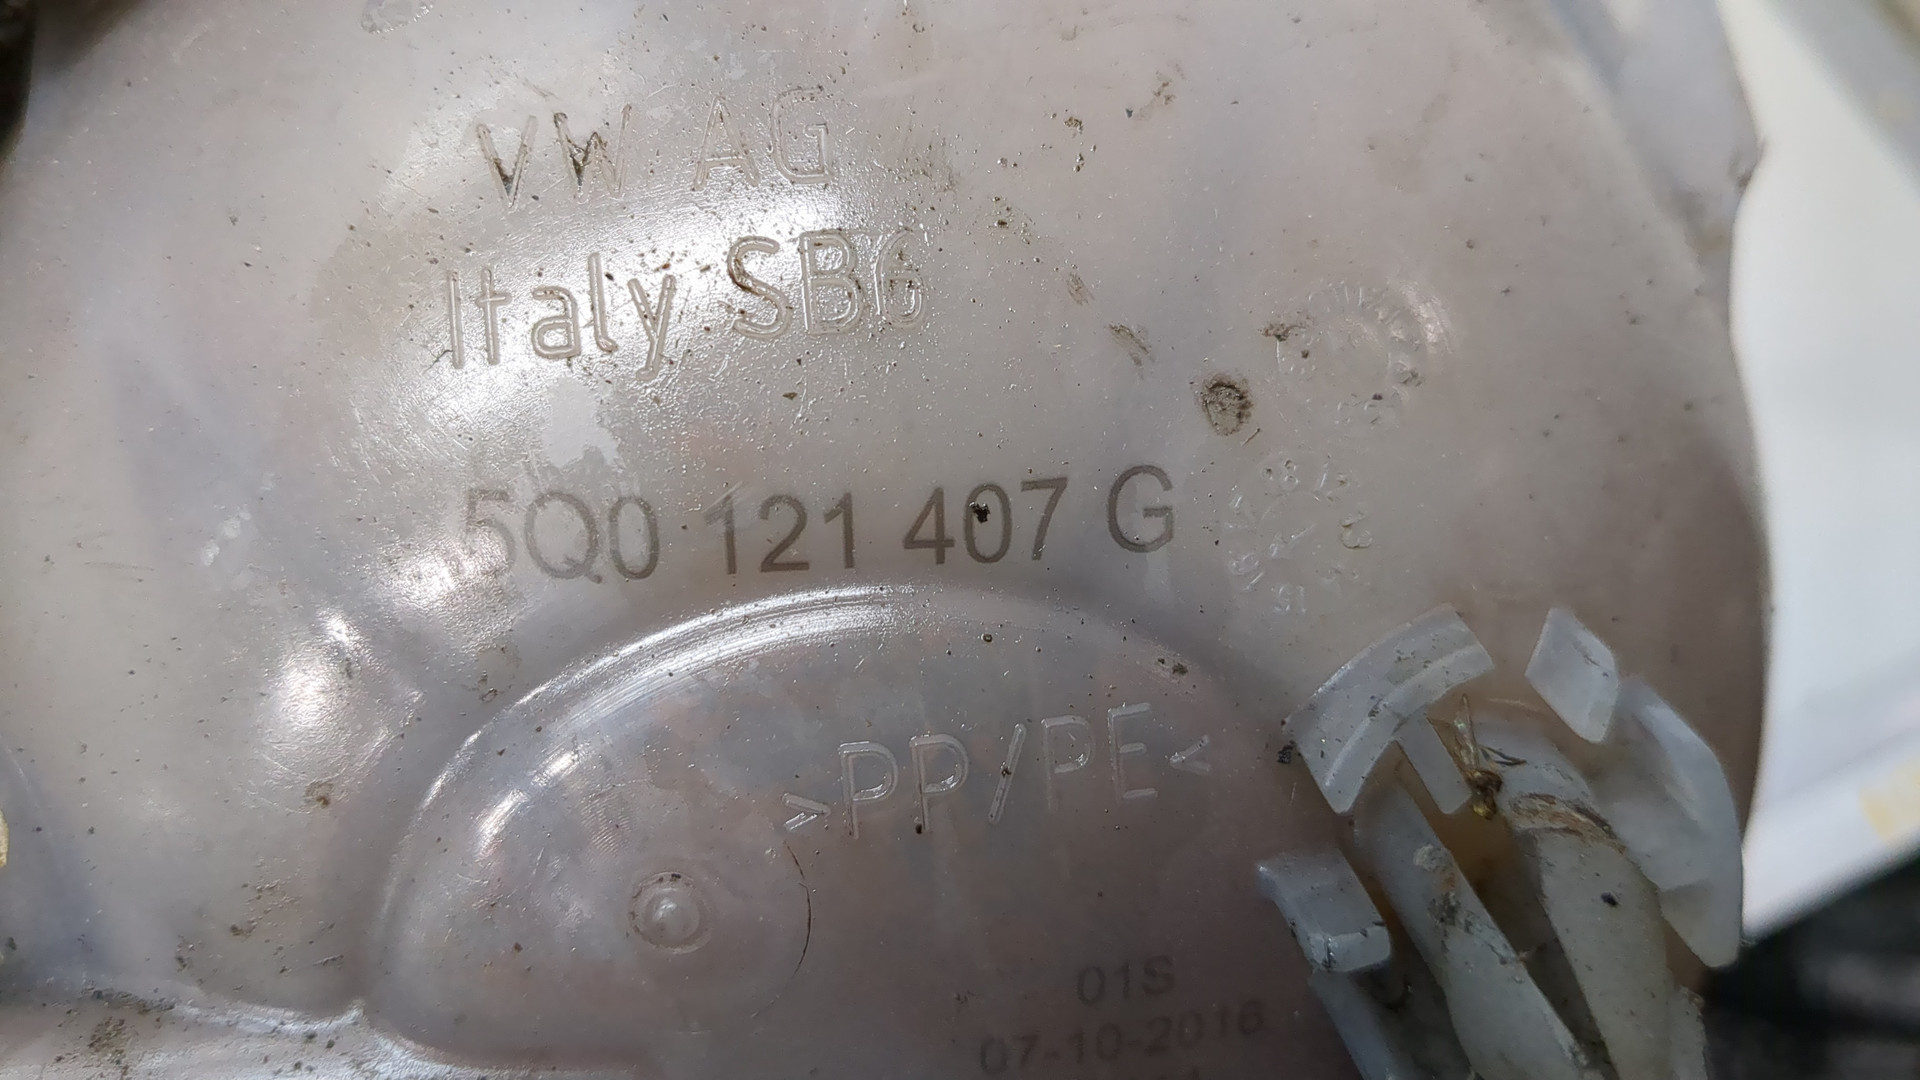 VW AG
Italy SB6
5Q0 121 407 G
>PP/PE<
01S
07-10-2016